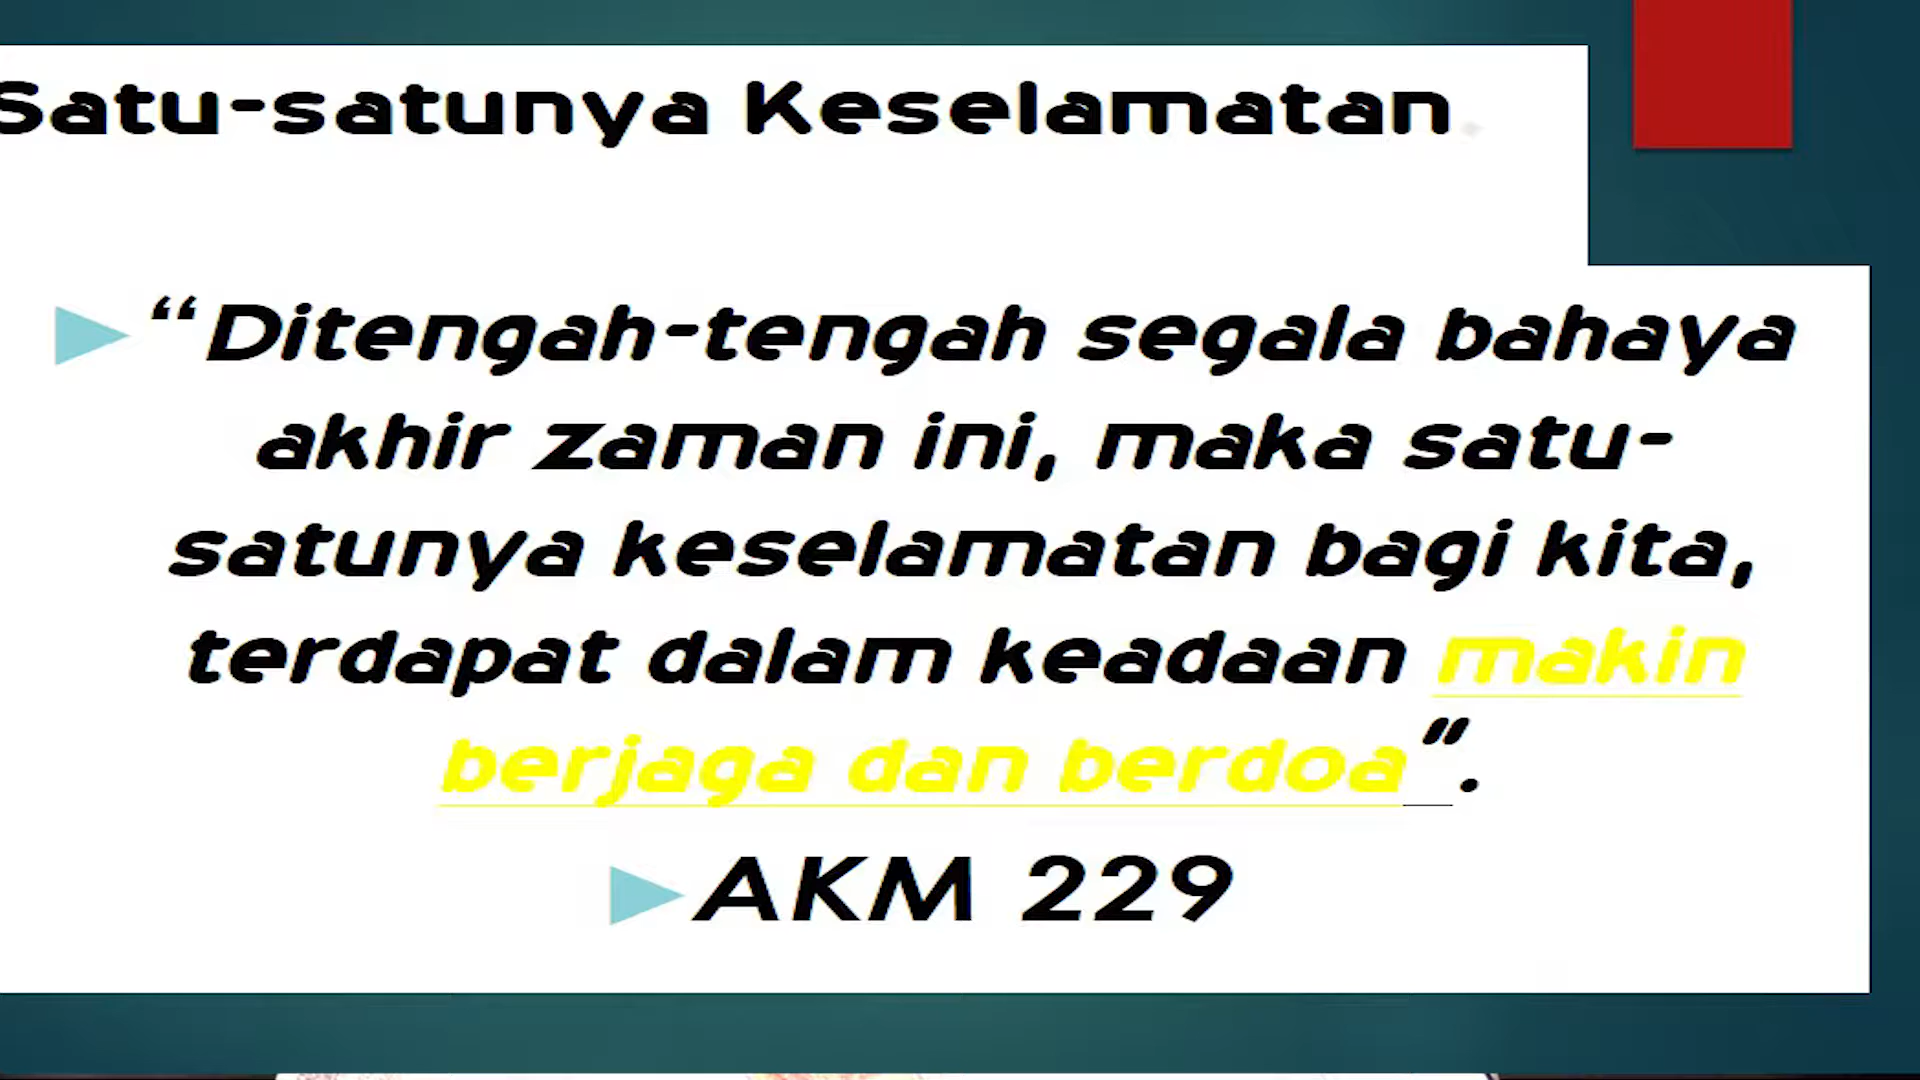 Satu-satunya Keselamatan
“Ditengah-tengah segala bahaya
akhir zaman ini, maka satu-
satunya keselamatan bagi kita,
terdapat dalam keadaan makin
berjaga dan berdoa”.
AKM 229